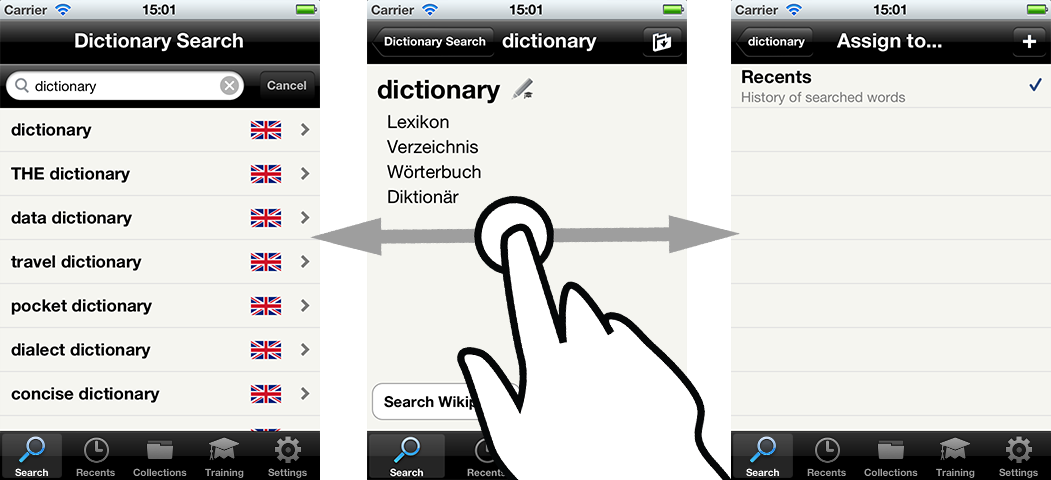 Carrier 15:01
Dictionary Search
dictionary Cancel
dictionary
THE dictionary
data dictionary
travel dictionary
pocket dictionary
dialect dictionary
concise dictionary
Search Recents Collections Training Settings
Carrier 15:01
Dictionary Search dictionary
dictionary
Lexikon
Verzeichnis
Wörterbuch
Diktionär
Search
Search Recents
Carrier 15:01
dictionary Assign to... +
Recents
History of searched words
Search Recents Collections Training Settings